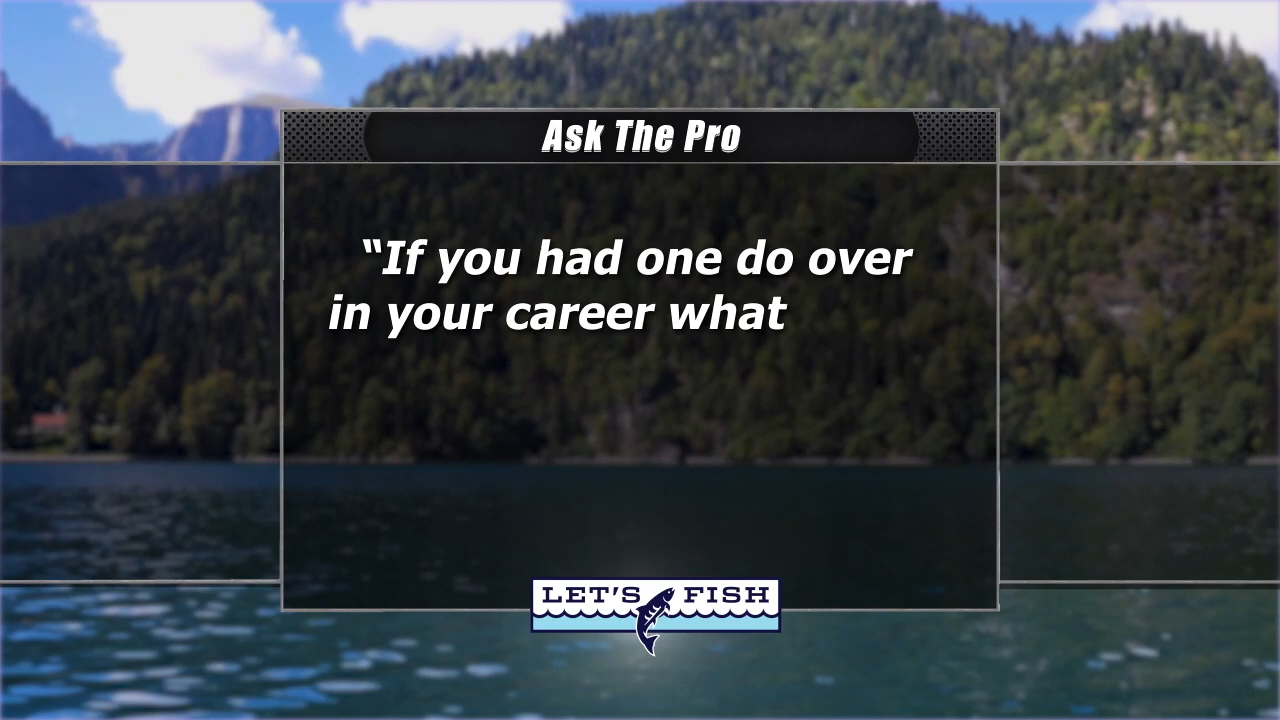 Ask The Pro
“If you had one do over
in your career what
LET'S FISH